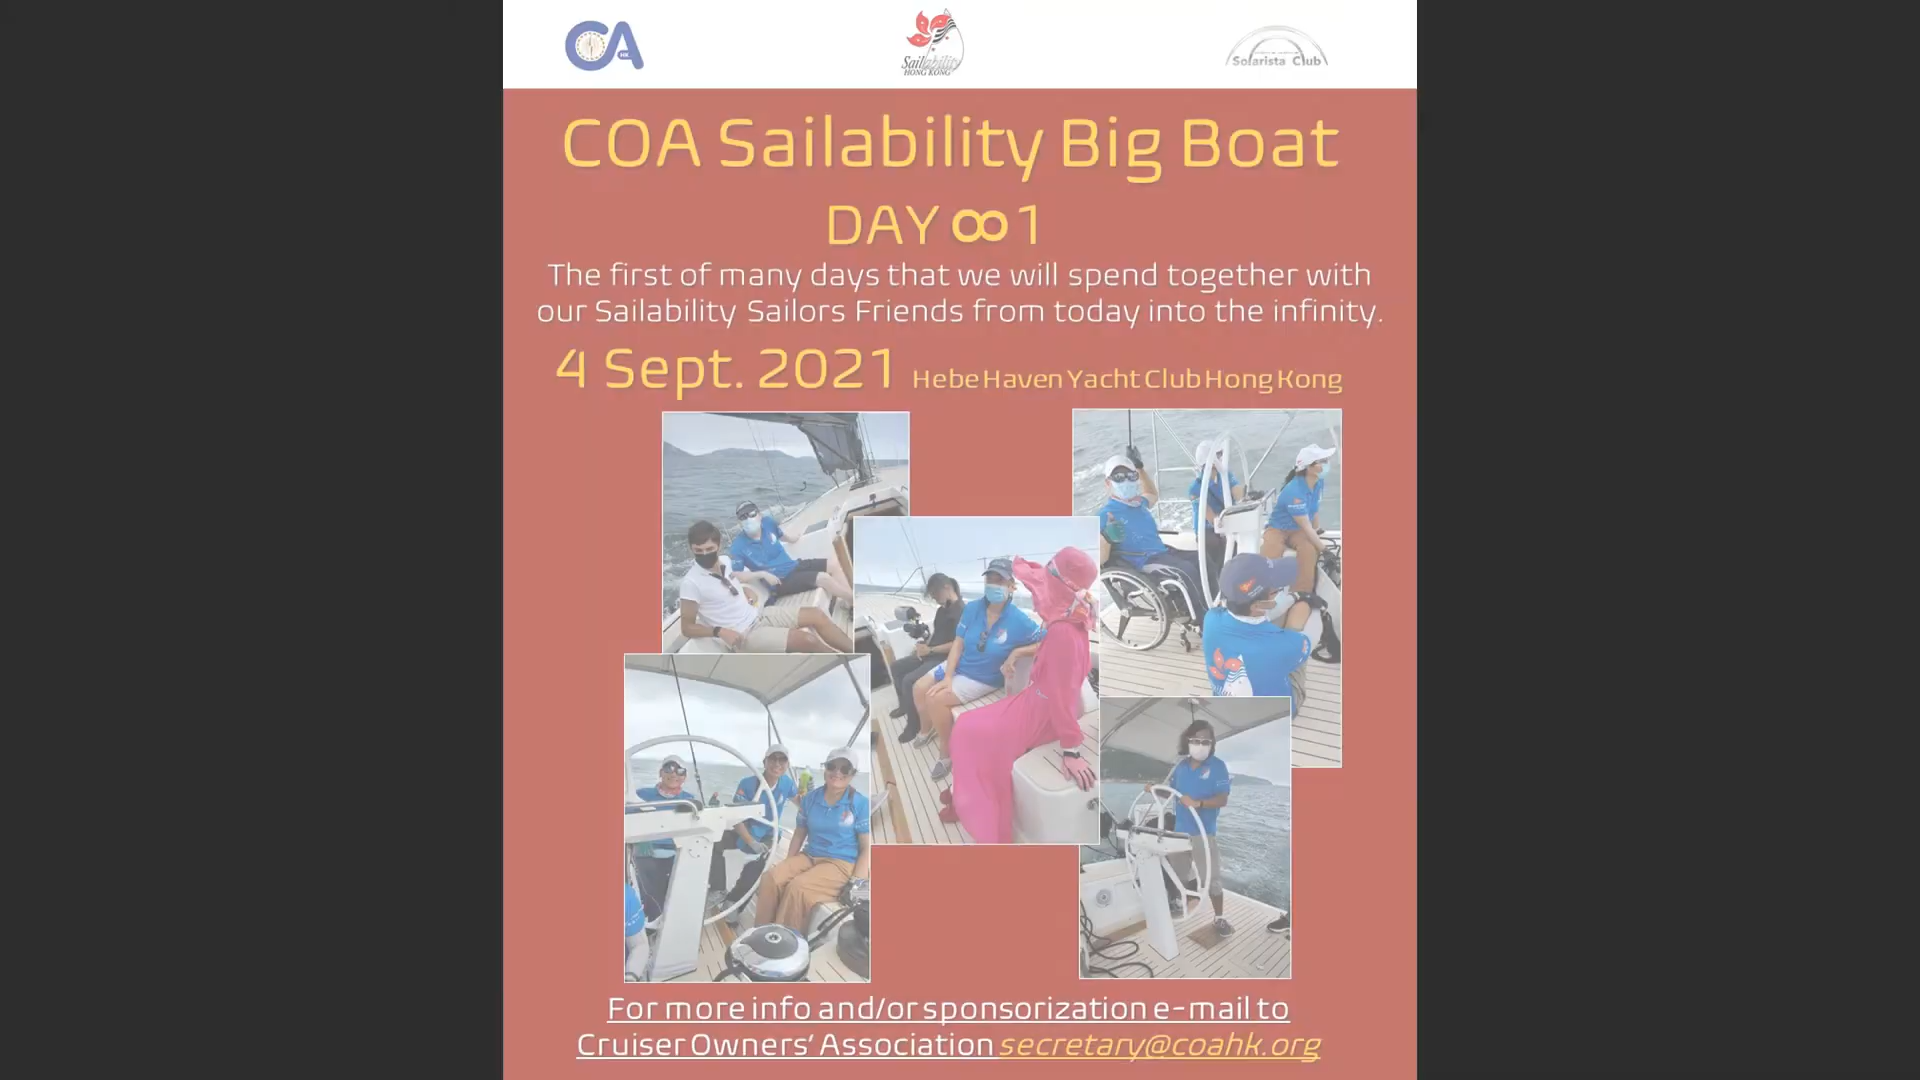 COA
HK
Sailability
HONG KONG
Solarista Club
COA Sailability Big Boat
DAY ∞ 1
The first of many days that we will spend together with
our Sailability Sailors Friends from today into the infinity.
4 Sept. 2021 Hebe Haven Yacht Club Hong Kong
For more info and/or sponsorization e-mail to
Cruiser Owners' Association secretary@coahk.org